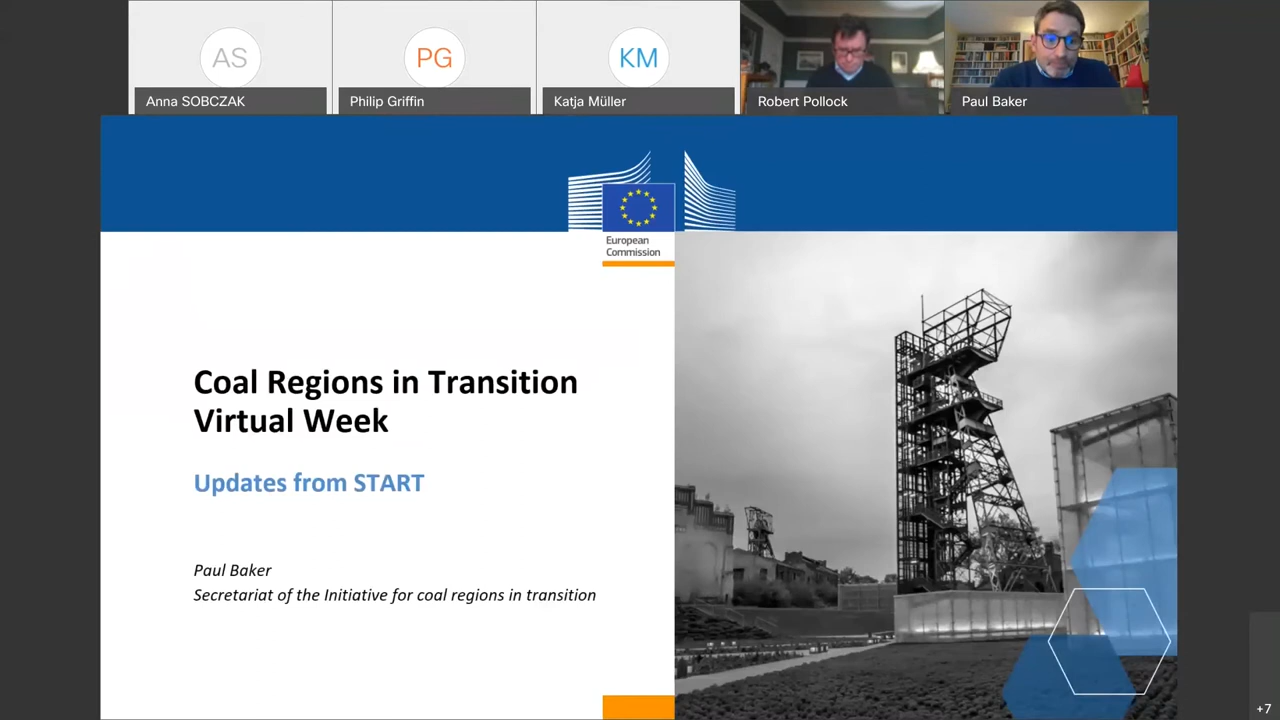 AS
PG
KM
Anna SOBCZAK
Philip Griffin
Katja Müller
Robert Pollock
Paul Baker
European
Commission
Coal Regions in Transition
Virtual Week
Updates from START
Paul Baker
Secretariat of the Initiative for coal regions in transition
+7